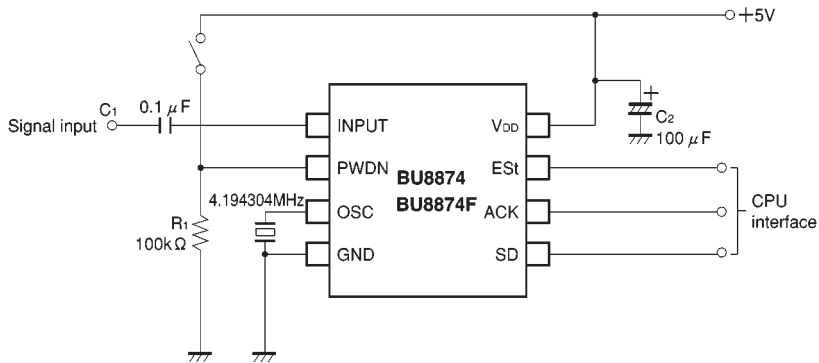 +5V
C1
0.1 µF
Signal input
+
C2
100 µF
INPUT
PWDN
OSC
GND
BU8874
BU8874F
VDD
ESt
ACK
SD
4.194304MHz
R1
100kΩ
CPU
interface